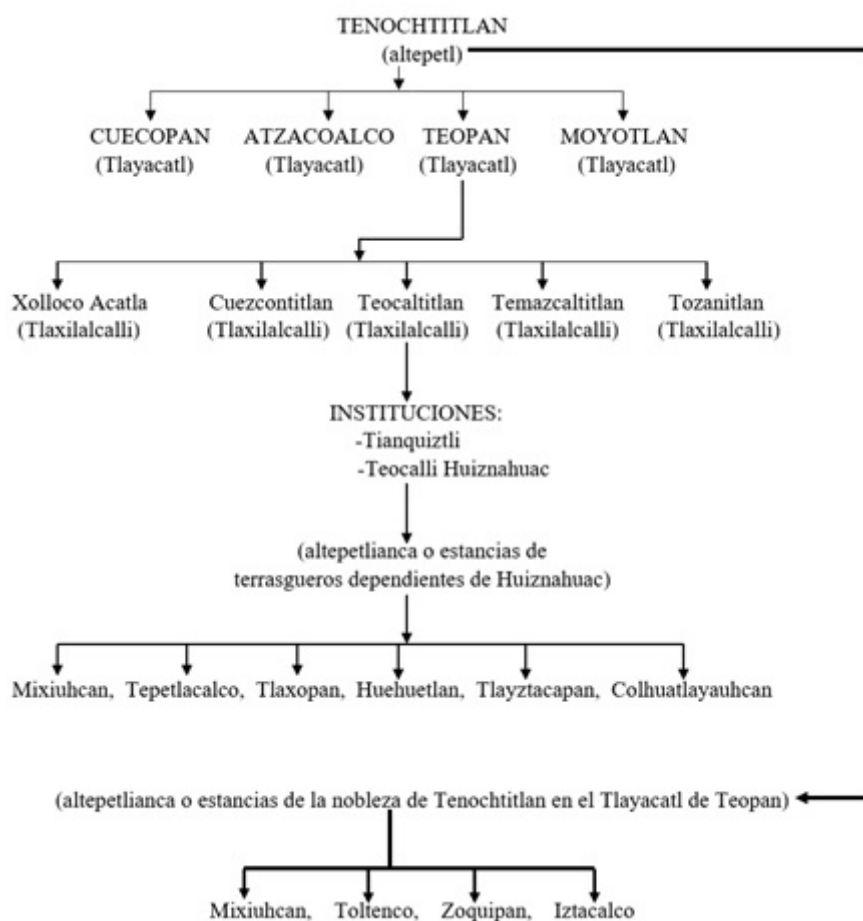 TENOCHTITLAN
(altepetl)
CUECOPAN ATZACOALCO TEOPAN MOYOTLAN
(Tlayacatl) (Tlayacatl) (Tlayacatl) (Tlayacatl)
Xolloco Acatla Cuezcontitlan Teocaltitlan Temazcaltitlan Tozanitlan
(Tlaxilalcalli) (Tlaxilalcalli) (Tlaxilalcalli) (Tlaxilalcalli) (Tlaxilalcalli)
INSTITUCIONES:
-Tianquiztli
-Teocalli Huiznahuac
(altepetlianca o estancias de
terrasgueros dependientes de Huiznahuac)
Mixiuhcan, Tepetlacalco, Tlaxopan, Huehuetlan, Tlayztacapan, Colhuatlayauhcan
(altepetlianca o estancias de la nobleza de Tenochtitlan en el Tlayacatl de Teopan)
Mixiuhcan, Toltenco, Zoquipan, Iztacalco